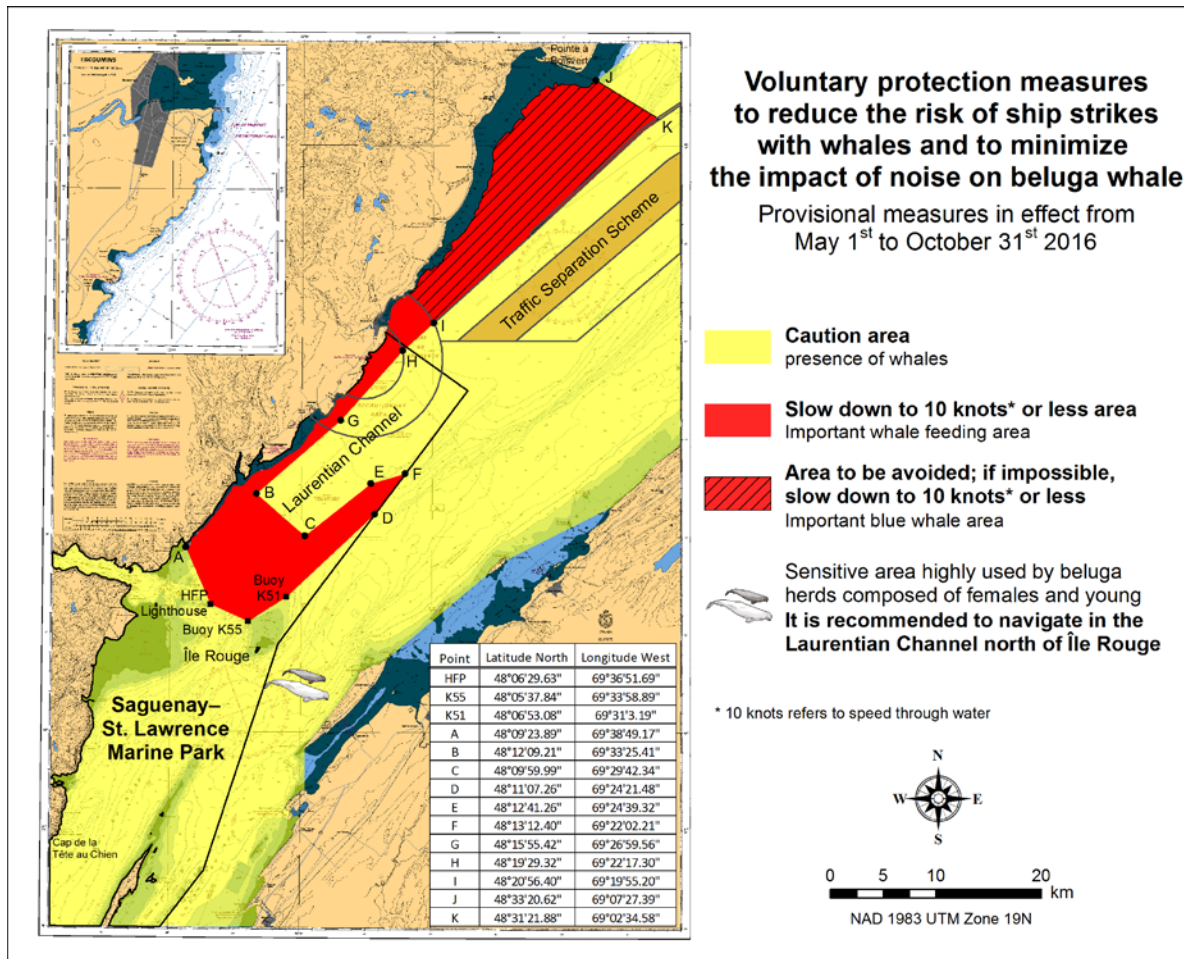 Voluntary protection measures
to reduce the risk of ship strikes
with whales and to minimize
the impact of noise on beluga whale
Provisional measures in effect from
May 1st to October 31st 2016
Caution area
presence of whales
Slow down to 10 knots* or less area
Important whale feeding area
Area to be avoided; if impossible,
slow down to 10 knots* or less
Important blue whale area
Sensitive area highly used by beluga
herds composed of females and young
It is recommended to navigate in the
Laurentian Channel north of Île Rouge
* 10 knots refers to speed through water
N
W E
S
0 5 10 20
km
NAD 1983 UTM Zone 19N
Pointe à
Boisvert
J
K
Traffic Separation Scheme
I
H
G
Laurentian Channel
F
E
B
D
C
A
Buoy
K51
HFP
Lighthouse
Buoy K55
Île Rouge
Saguenay–
St. Lawrence
Marine Park
Cap de la
Tête au Chien
Point Latitude North Longitude West
HFP 48°06'29.63" 69°36'51.69"
K55 48°05'37.84" 69°33'58.89"
K51 48°06'53.08" 69°31'3.19"
A 48°09'23.89" 69°38'49.17"
B 48°12'09.21" 69°33'25.41"
C 48°09'59.99" 69°29'42.34"
D 48°11'07.26" 69°24'21.48"
E 48°12'41.26" 69°24'39.32"
F 48°13'12.40" 69°22'02.21"
G 48°15'55.42" 69°26'59.56"
H 48°19'29.32" 69°22'17.30"
I 48°20'56.40" 69°19'55.20"
J 48°33'20.62" 69°07'27.39"
K 48°31'21.88" 69°02'34.58"